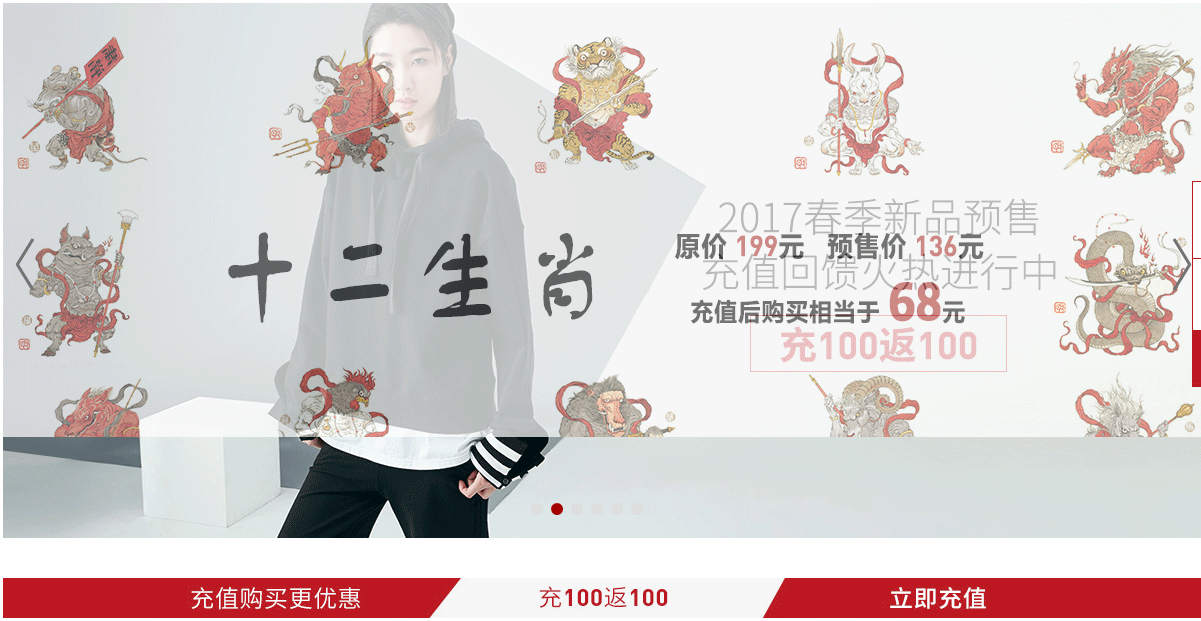 十二生肖
2017春季新品预售
原价 199元 预售价 136元
充值回馈火热进行中
充值后购买相当于 68元
充100返100
充值购买更优惠
充100返100
立即充值